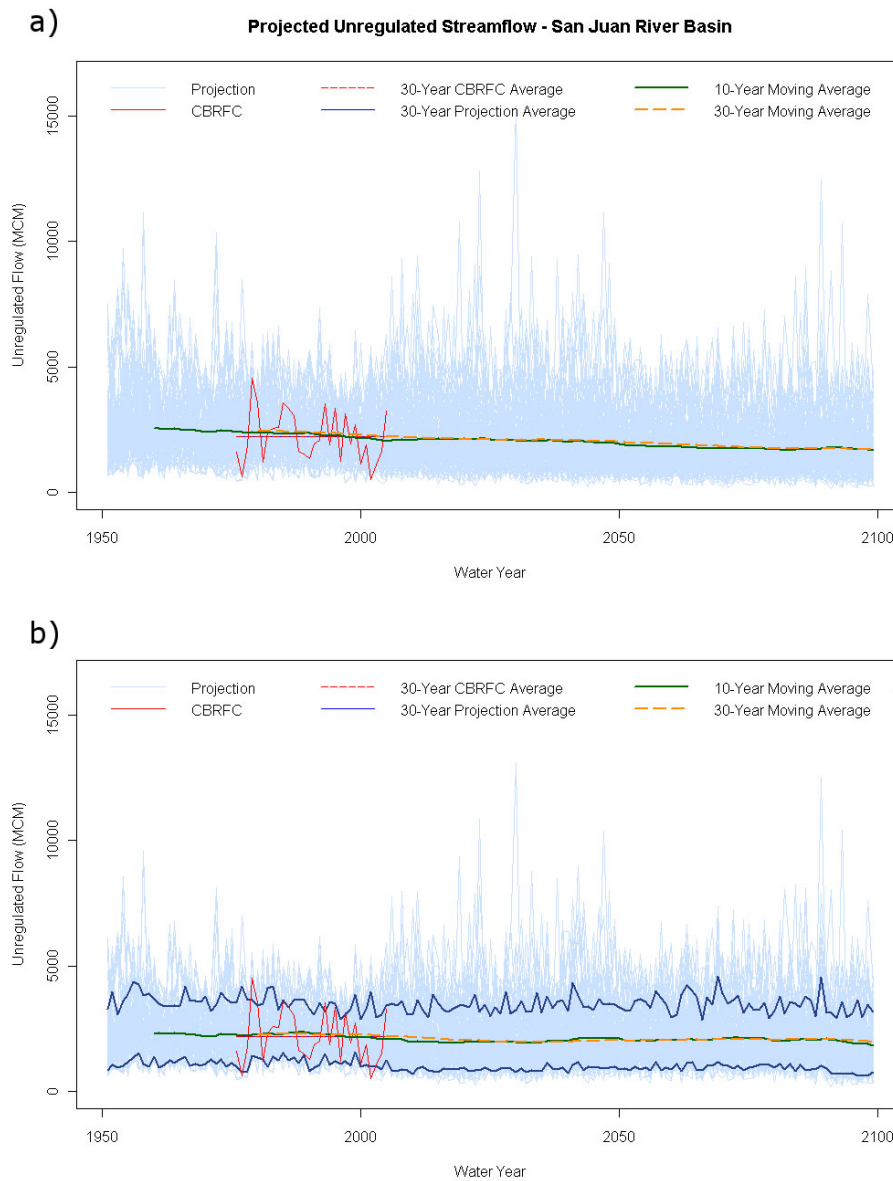 a)
Projected Unregulated Streamflow - San Juan River Basin
Projection 30-Year CBRFC Average 10-Year Moving Average
CBRFC 30-Year Projection Average 30-Year Moving Average
15000
10000
5000
0
Unregulated Flow (MCM)
1950 2000 2050 2100
Water Year
b)
Projection 30-Year CBRFC Average 10-Year Moving Average
CBRFC 30-Year Projection Average 30-Year Moving Average
15000
10000
5000
0
Unregulated Flow (MCM)
1950 2000 2050 2100
Water Year